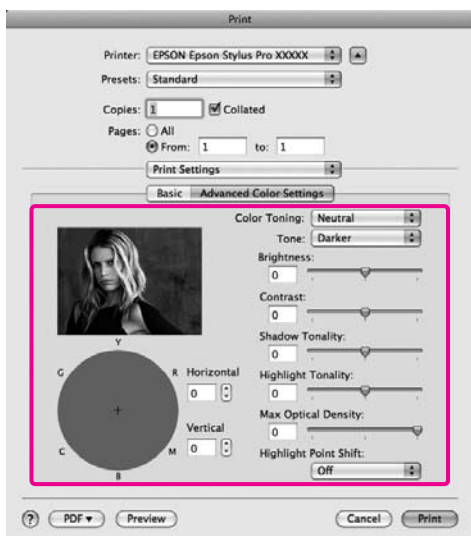 Print
Printer: EPSON Epson Stylus Pro XXXXX
Presets: Standard
Copies: 1 Collated
Pages: All
From: 1 to: 1
Print Settings
Basic Advanced Color Settings
Color Toning: Neutral
Tone: Darker
Brightness:
0
Contrast:
0
Shadow Tonality:
0
Highlight Tonality:
0
Max Optical Density:
0
Highlight Point Shift:
Off
Y
G R
C M
B
+
Horizontal
0
Vertical
0
? PDF▾ Preview Cancel Print